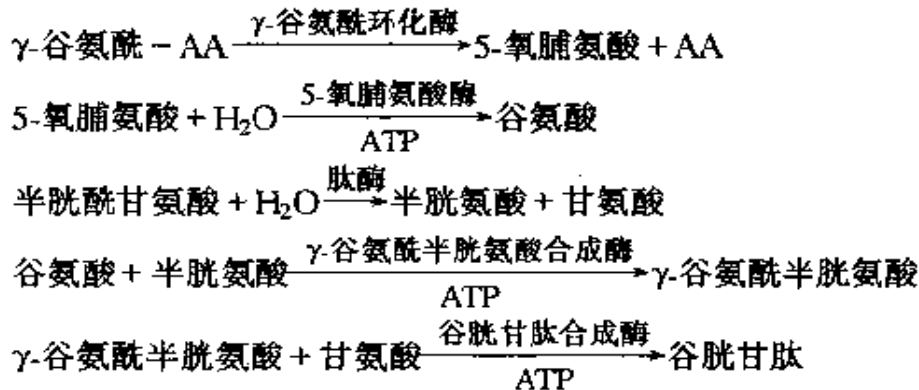 γ-谷氨酰-AA —γ-谷氨酰环化酶→ 5-氧脯氨酸 + AA
5-氧脯氨酸 + H₂O —5-氧脯氨酸酶/ATP→ 谷氨酸
半胱酰甘氨酸 + H₂O —肽酶→ 半胱氨酸 + 甘氨酸
谷氨酸 + 半胱氨酸 —γ-谷氨酰半胱氨酸合成酶/ATP→ γ-谷氨酰半胱氨酸
γ-谷氨酰半胱氨酸 + 甘氨酸 —谷胱甘肽合成酶/ATP→ 谷胱甘肽